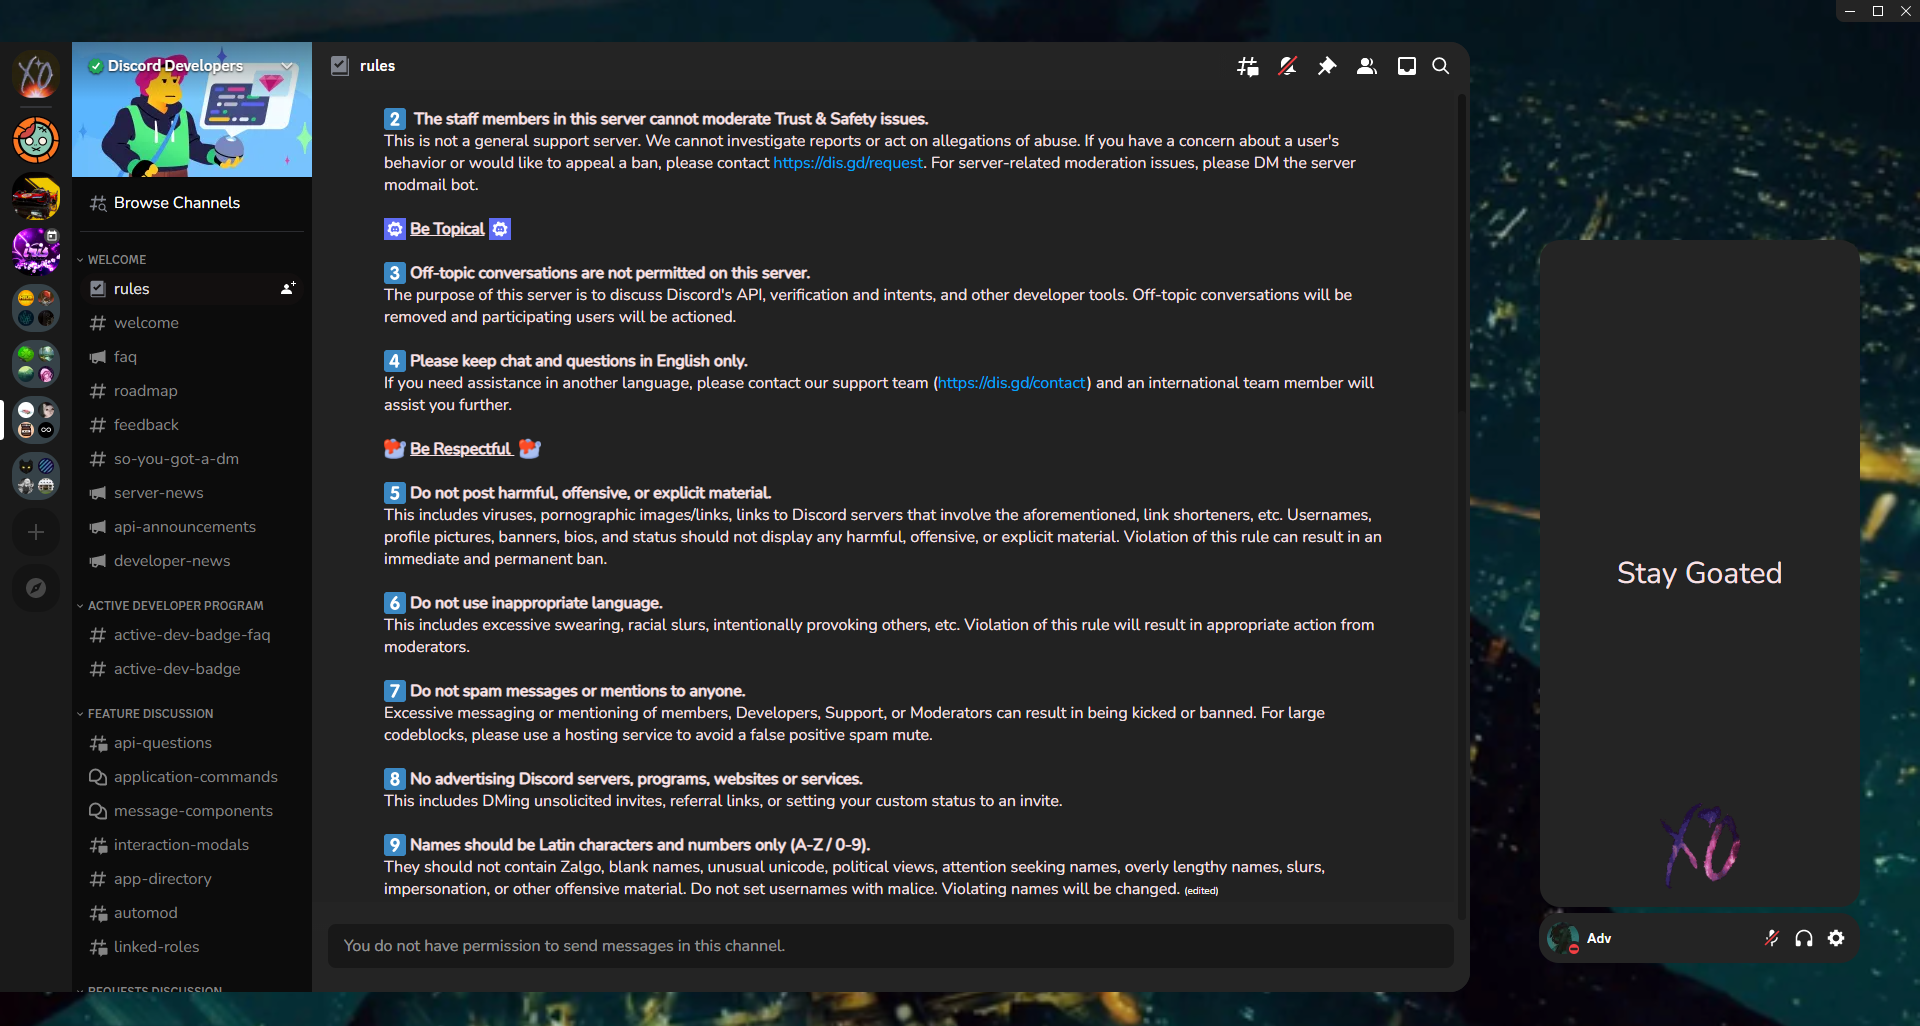 Discord Developers
Browse Channels
WELCOME
rules
welcome
faq
roadmap
feedback
so-you-got-a-dm
server-news
api-announcements
developer-news
ACTIVE DEVELOPER PROGRAM
active-dev-badge-faq
active-dev-badge
FEATURE DISCUSSION
api-questions
application-commands
message-components
interaction-modals
app-directory
automod
linked-roles
REQUESTS DISCUSSION
rules
2 The staff members in this server cannot moderate Trust & Safety issues.
This is not a general support server. We cannot investigate reports or act on allegations of abuse. If you have a concern about a user's
behavior or would like to appeal a ban, please contact https://dis.gd/request. For server-related moderation issues, please DM the server
modmail bot.
Be Topical
3 Off-topic conversations are not permitted on this server.
The purpose of this server is to discuss Discord's API, verification and intents, and other developer tools. Off-topic conversations will be
removed and participating users will be actioned.
4 Please keep chat and questions in English only.
If you need assistance in another language, please contact our support team (https://dis.gd/contact) and an international team member will
assist you further.
Be Respectful
5 Do not post harmful, offensive, or explicit material.
This includes viruses, pornographic images/links, links to Discord servers that involve the aforementioned, link shorteners, etc. Usernames,
profile pictures, banners, bios, and status should not display any harmful, offensive, or explicit material. Violation of this rule can result in an
immediate and permanent ban.
6 Do not use inappropriate language.
This includes excessive swearing, racial slurs, intentionally provoking others, etc. Violation of this rule will result in appropriate action from
moderators.
7 Do not spam messages or mentions to anyone.
Excessive messaging or mentioning of members, Developers, Support, or Moderators can result in being kicked or banned. For large
codeblocks, please use a hosting service to avoid a false positive spam mute.
8 No advertising Discord servers, programs, websites or services.
This includes DMing unsolicited invites, referral links, or setting your custom status to an invite.
9 Names should be Latin characters and numbers only (A-Z / 0-9).
They should not contain Zalgo, blank names, unusual unicode, political views, attention seeking names, overly lengthy names, slurs,
impersonation, or other offensive material. Do not set usernames with malice. Violating names will be changed. (edited)
You do not have permission to send messages in this channel.
Stay Goated
XO
Adv
XO